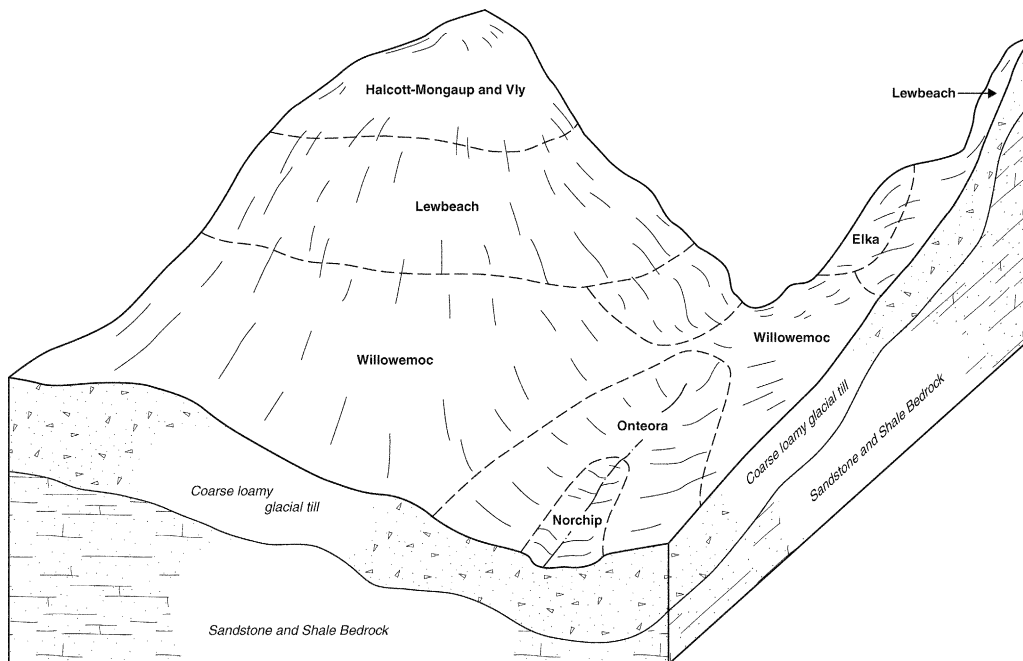 Halcott-Mongaup and Vly
Lewbeach
Lewbeach
Elka
Willowemoc
Willowemoc
Onteora
Norchip
Coarse loamy glacial till
Sandstone and Shale Bedrock
Coarse loamy
glacial till
Sandstone and Shale Bedrock